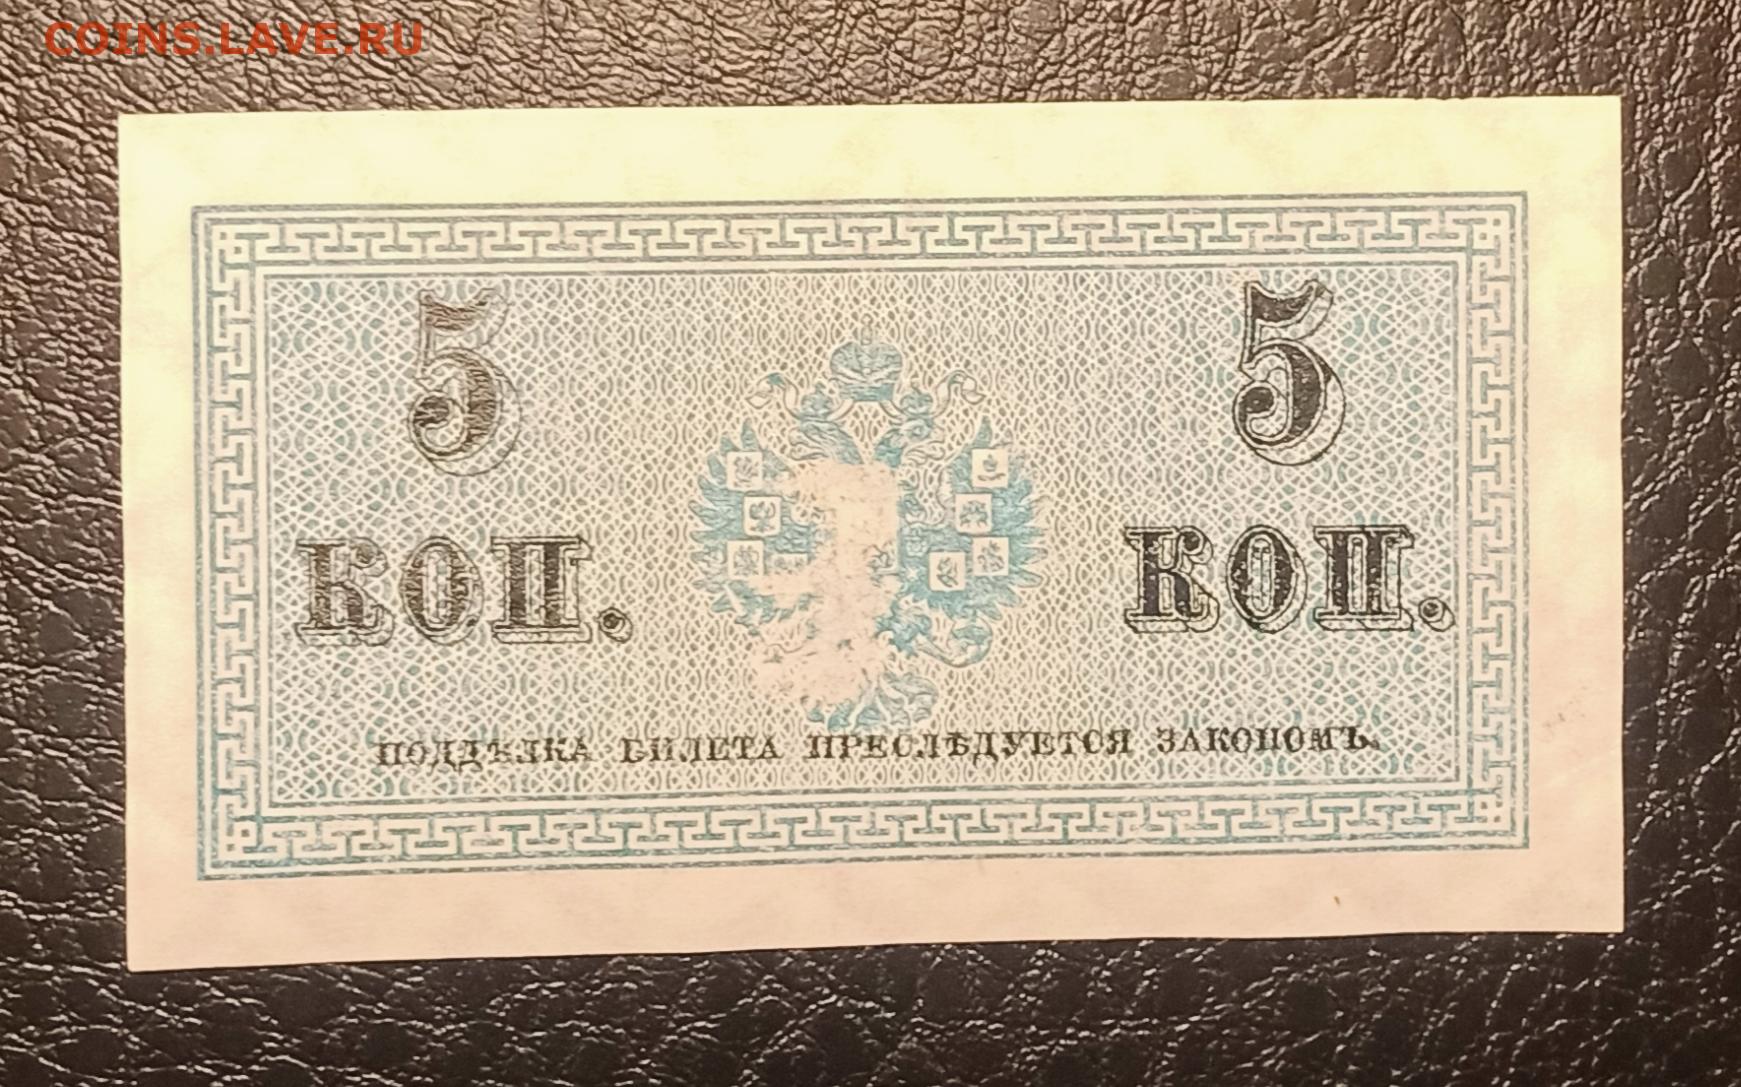 COINS.LAVE.RU
5 5
КОП. КОП.
ПОДДѢЛКА БИЛЕТА ПРЕСЛѢДУЕТСЯ ЗАКОНОМЪ.